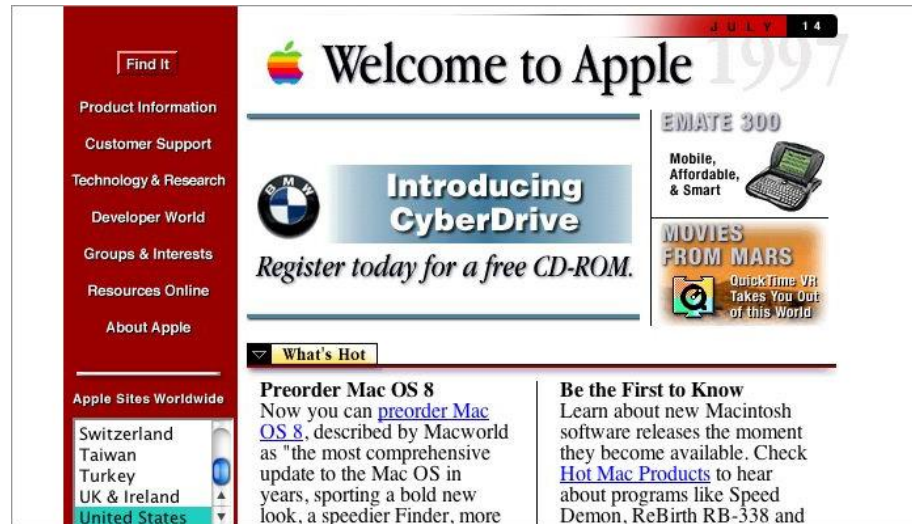 JULY 14
1997
Welcome to Apple
Find It
Product Information
Customer Support
Technology & Research
Developer World
Groups & Interests
Resources Online
About Apple
Apple Sites Worldwide
Switzerland
Taiwan
Turkey
UK & Ireland
United States
BMW
Introducing
CyberDrive
Register today for a free CD-ROM.
EMATE 300
Mobile,
Affordable,
& Smart
MOVIES
FROM MARS
QuickTime VR
Takes You Out
of this World
What's Hot
Preorder Mac OS 8
Now you can preorder Mac
OS 8, described by Macworld
as "the most comprehensive
update to the Mac OS in
years, sporting a bold new
look, a speedier Finder, more
Be the First to Know
Learn about new Macintosh
software releases the moment
they become available. Check
Hot Mac Products to hear
about programs like Speed
Demon, ReBirth RB-338 and